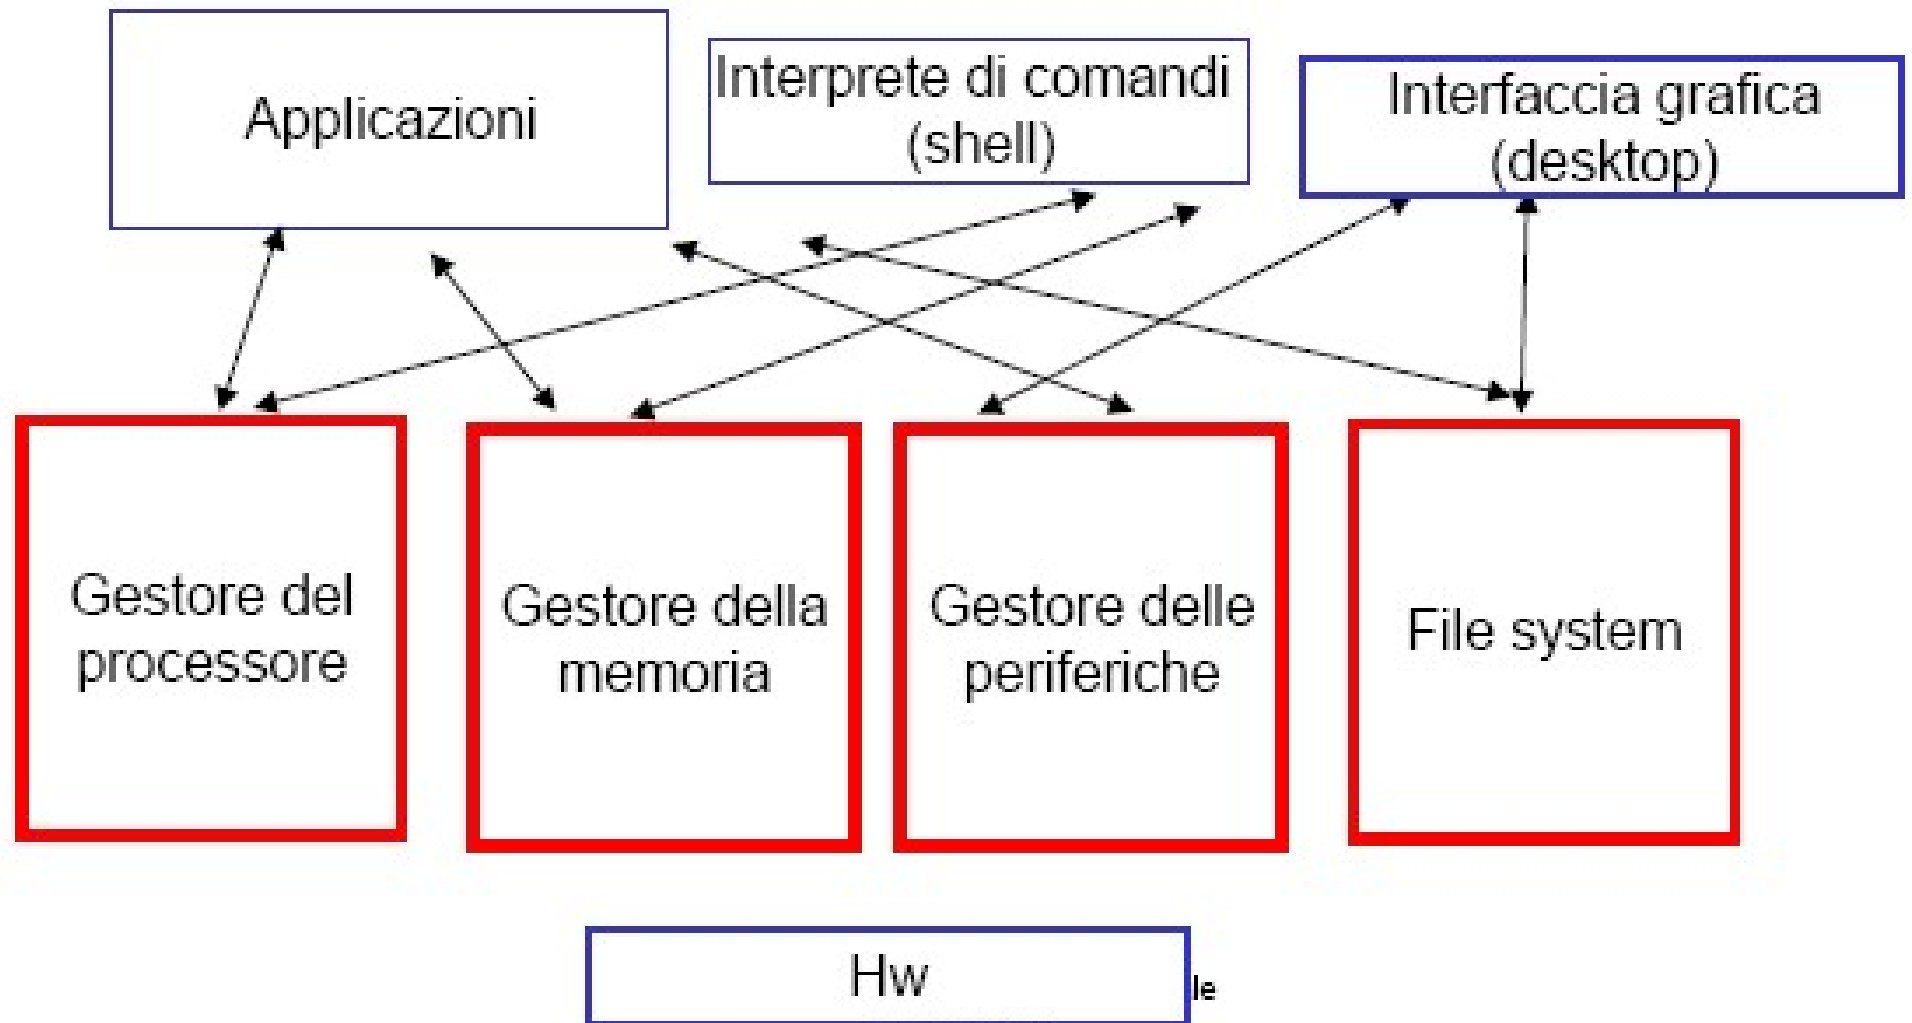 Applicazioni
Interprete di comandi
(shell)
Interfaccia grafica
(desktop)
Gestore del
processore
Gestore della
memoria
Gestore delle
periferiche
File system
Hw
le